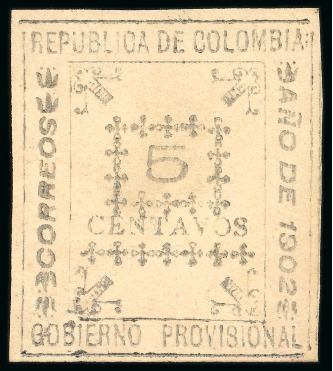 REPUBLICA DE COLOMBIA
CORREOS
AÑO DE 1902
5
CENTAVOS
GOBIERNO PROVISIONAL